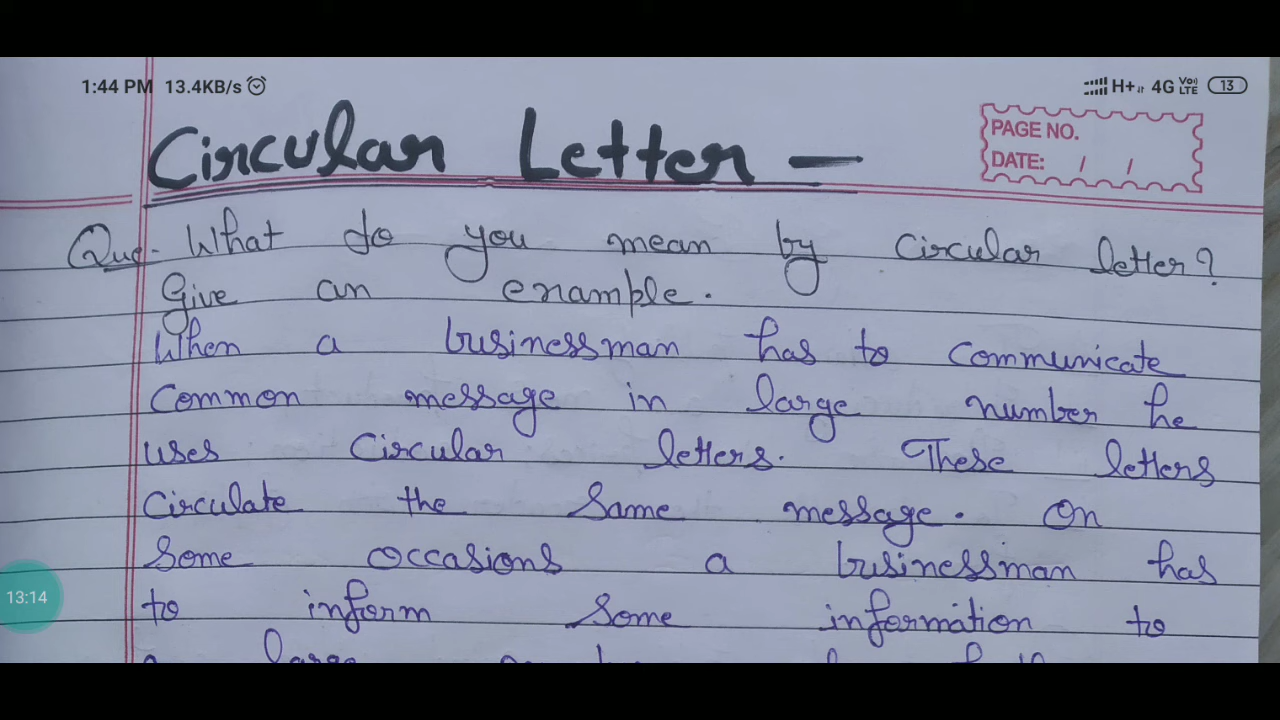 1:44 PM 13.4KB/s
H+ 4G VoLTE 13
Circular Letter —
PAGE NO.
DATE: / /
Que- What do you mean by circular letter?
Give an example.
When a businessman has to communicate
common message in large number he
uses circular letters. These letters
circulate the same message. On
some occasions a businessman has
to inform some information to
13:14
large